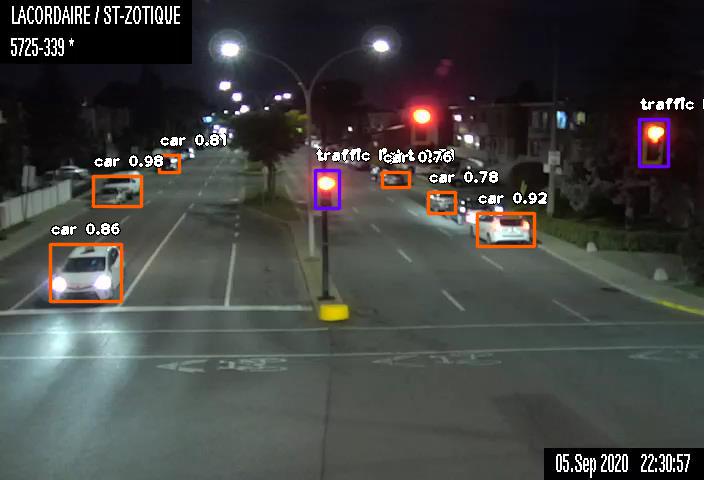 LACORDAIRE / ST-ZOTIQUE
5725-339 *
car 0.81
car 0.98
traffic
car 0.76
car 0.78
car 0.92
traffic
car 0.86
05.Sep 2020 22:30:57